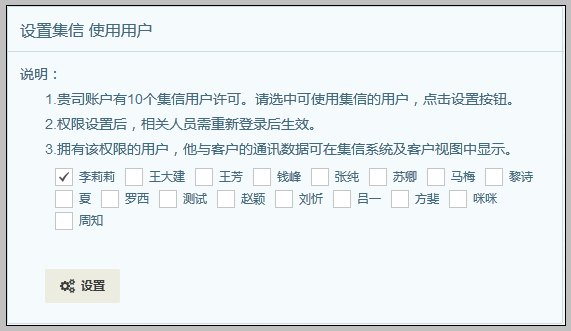 设置集信 使用用户
说明：
1.贵司账户有10个集信用户许可。请选中可使用集信的用户，点击设置按钮。
2.权限设置后，相关人员需重新登录后生效。
3.拥有该权限的用户，他与客户的通讯数据可在集信系统及客户视图中显示。
李莉莉 王大建 王芳 钱峰 张纯 苏卿 马梅 黎诗
夏 罗西 测试 赵颖 刘忻 吕一 方斐 咪咪
周知
设置